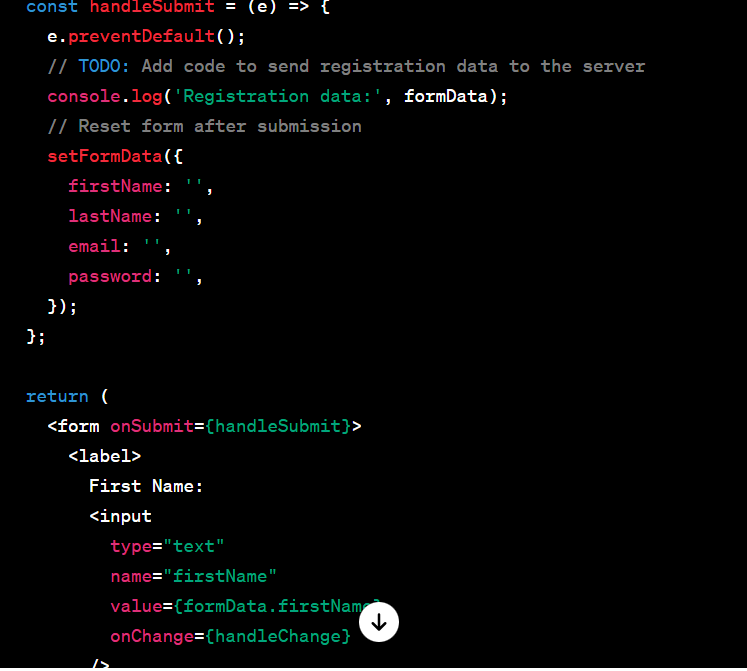 const handleSubmit = (e) => {
e.preventDefault();
// TODO: Add code to send registration data to the server
console.log('Registration data:', formData);
// Reset form after submission
setFormData({
firstName: '',
lastName: '',
email: '',
password: '',
});
};
return (
<form onSubmit={handleSubmit}>
<label>
First Name:
<input
type="text"
name="firstName"
value={formData.firstName}
onChange={handleChange}
/>